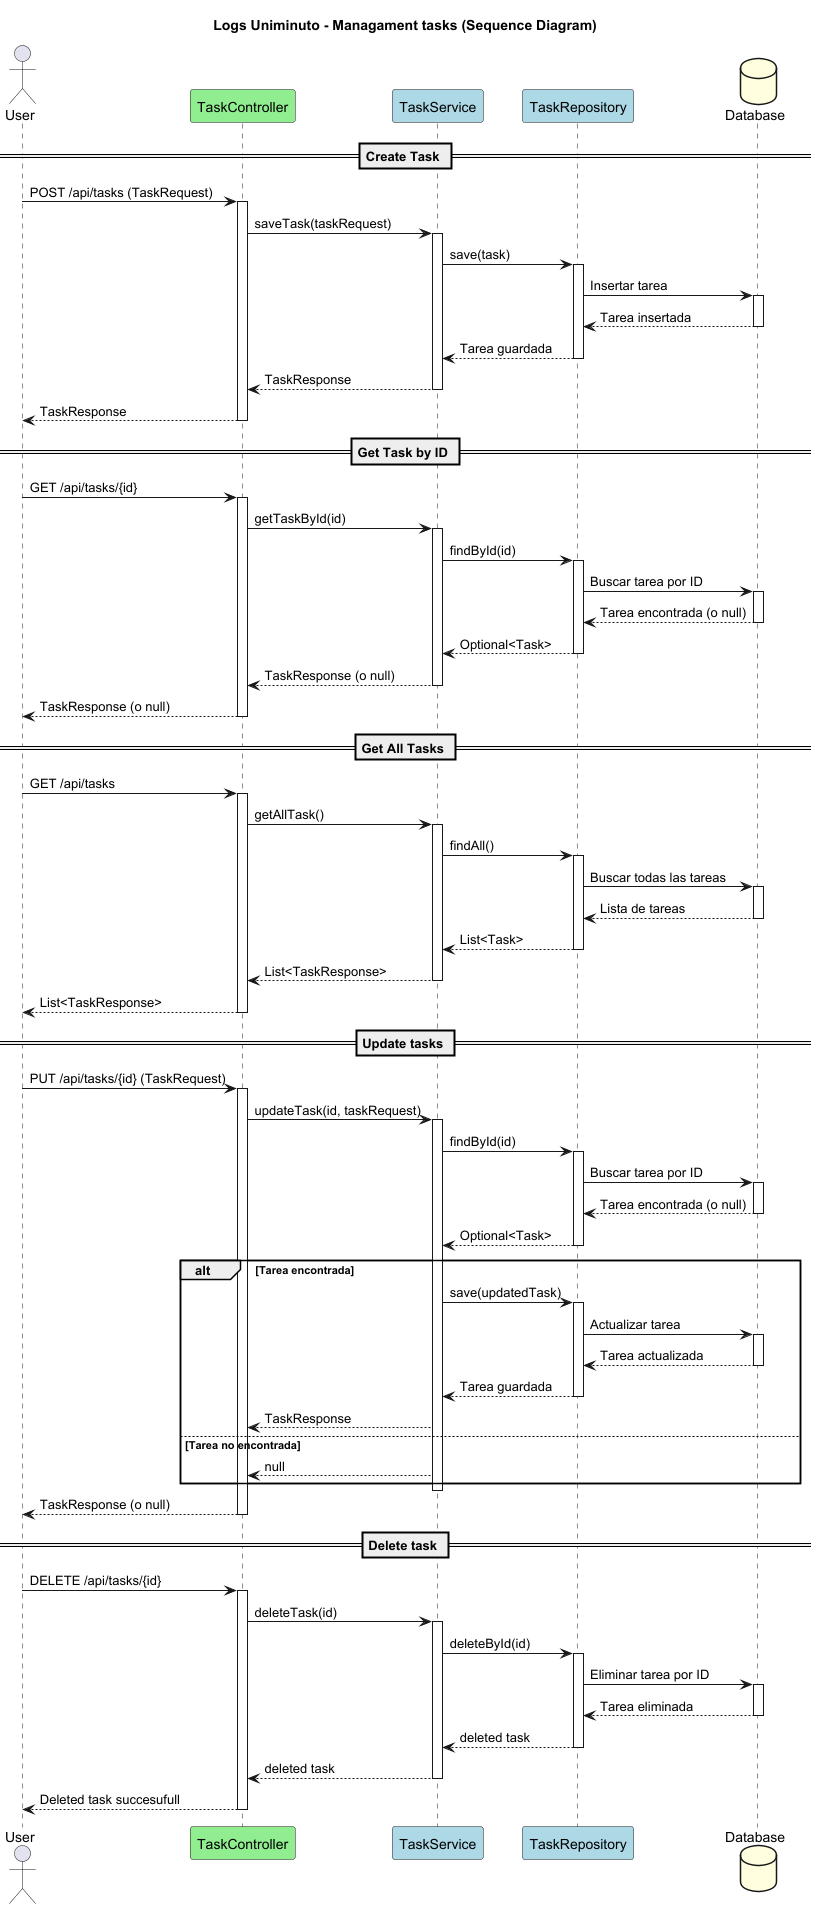 Logs Uniminuto - Managament tasks (Sequence Diagram)
User
TaskController
TaskService
TaskRepository
Database
Create Task
POST /api/tasks (TaskRequest)
saveTask(taskRequest)
save(task)
Insertar tarea
Tarea insertada
Tarea guardada
TaskResponse
TaskResponse
Get Task by ID
GET /api/tasks/{id}
getTaskById(id)
findById(id)
Buscar tarea por ID
Tarea encontrada (o null)
Optional<Task>
TaskResponse (o null)
TaskResponse (o null)
Get All Tasks
GET /api/tasks
getAllTask()
findAll()
Buscar todas las tareas
Lista de tareas
List<Task>
List<TaskResponse>
List<TaskResponse>
Update tasks
PUT /api/tasks/{id} (TaskRequest)
updateTask(id, taskRequest)
findById(id)
Buscar tarea por ID
Tarea encontrada (o null)
Optional<Task>
alt [Tarea encontrada]
save(updatedTask)
Actualizar tarea
Tarea actualizada
Tarea guardada
TaskResponse
[Tarea no encontrada]
null
TaskResponse (o null)
Delete task
DELETE /api/tasks/{id}
deleteTask(id)
deleteById(id)
Eliminar tarea por ID
Tarea eliminada
deleted task
deleted task
Deleted task succesufull
User
TaskController
TaskService
TaskRepository
Database